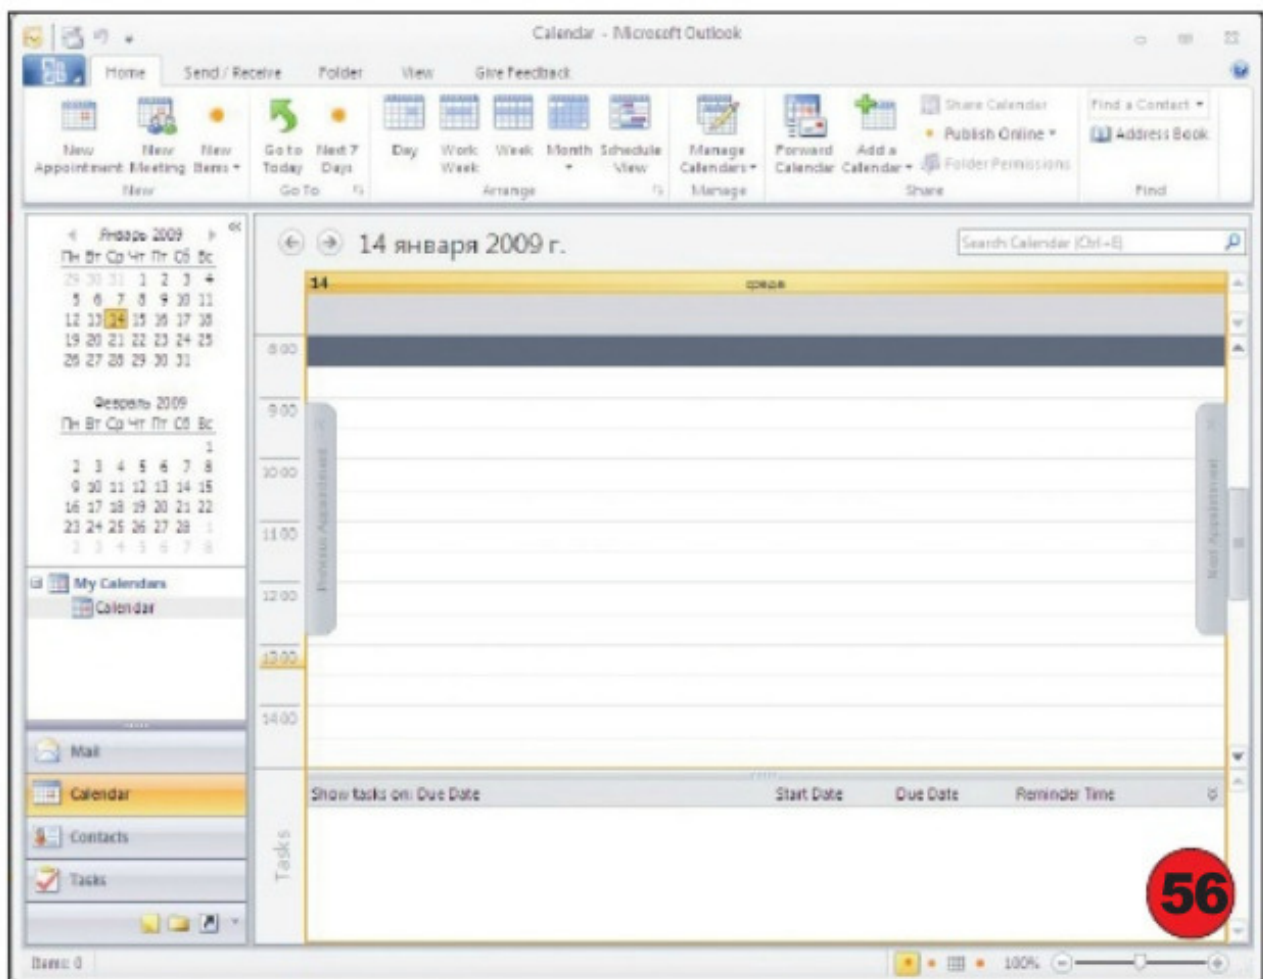 Calendar - Microsoft Outlook
Home Send / Receive Folder View Give Feedback
New Appointment New Meeting New Items
New
Go to Today Next 7 Days
Go To
Day Work Week Week Month Schedule View
Arrange
Manage Calendars
Manage
Forward Calendar Add a Calendar
Share Calendar
Publish Online
Folder Permissions
Share
Find a Contact
Address Book
Find
Январь 2009
Пн Вт Ср Чт Пт Сб Вс
29 30 31 1 2 3 4
5 6 7 8 9 10 11
12 13 14 15 16 17 18
19 20 21 22 23 24 25
26 27 28 29 30 31
Февраль 2009
Пн Вт Ср Чт Пт Сб Вс
1
2 3 4 5 6 7 8
9 10 11 12 13 14 15
16 17 18 19 20 21 22
23 24 25 26 27 28 1
2 3 4 5 6 7 8
My Calendars
Calendar
Mail
Calendar
Contacts
Tasks
14 января 2009 г.
Search Calendar (Ctrl+E)
14 среда
8:00
9:00
10:00
11:00
12:00
13:00
14:00
Previous Appointment
Next Appointment
Tasks
Show tasks on: Due Date Start Date Due Date Reminder Time
56
Items: 0
100%